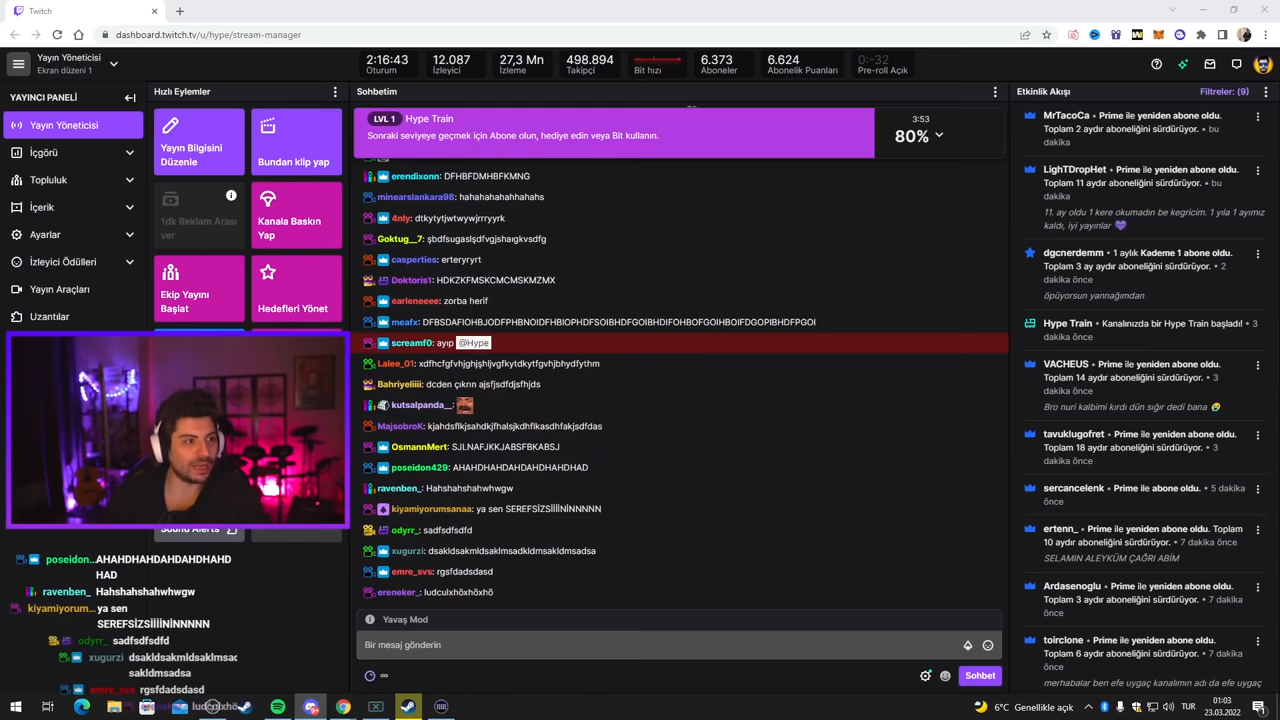 Twitch
dashboard.twitch.tv/u/hype/stream-manager
Yayın Yöneticisi
Ekran düzeni 1
2:16:43
Oturum
12.087
İzleyici
27,3 Mn
İzleme
498.894
Takipçi
Bit hızı
6.373
Aboneler
6.624
Abonelik Puanları
0:-32
Pre-roll Açık
YAYINCI PANELİ
Yayın Yöneticisi
İçgörü
Topluluk
İçerik
Ayarlar
İzleyici Ödülleri
Yayın Araçları
Uzantılar
Hızlı Eylemler
Yayın Bilgisini
Düzenle
Bundan klip yap
1dk Reklam Arası
ver
Kanala Baskın
Yap
Ekip Yayını
Başlat
Hedefleri Yönet
Sound Alerts
Sohbetim
LVL 1 Hype Train
Sonraki seviyeye geçmek için Abone olun, hediye edin veya Bit kullanın.
3:53
80%
erendixonn: DFHBFDMHBFKMNG
minearslankara98: hahahahahahhahahs
4nly: dtkytytjwtwywjrrryyrk
Goktug__7: şbdfsugaslşdfvgjshaıgkvsdfg
casperties: erteryryrt
Doktoris1: HDKZKFMSKCMCMSKMZMX
earleneeee: zorba herif
meafx: DFBSDAFIOHBJODFPHBNOIDFHBIOPHDFSOIBHDFGOIBHDIFOHBOFGOIHBOIFDGOPIBHDFPGOI
screamf0: ayıp @Hype
Lalee_01: xdfhcfgfvhjghjshljvgfkytdkytfgvhjbhydfythm
Bahriyeliiii: dcden çıkrın ajsfjsdfdjsfhjds
kutsalpanda__:
MajsobroK: kjahdsflkjsahdkjfhalsjkdhflkasdhfakjsdfdas
OsmannMert: SJLNAFJKKJABSFBKABSJ
poseidon429: AHAHDHAHDAHDAHDHAHDHAD
ravenben_: Hahshahshahwhwgw
kiyamiyorumsanaa: ya sen SEREFSİZSİİİİNİNNNNN
odyrr_: sadfsdfsdfd
xugurzi: dsakldsakmldsaklmsadkldmsakldmsadsa
emre_svs: rgsfdadsdasd
ereneker_: ludculxhöxhöxhö
Yavaş Mod
Bir mesaj gönderin
Sohbet
Etkinlik Akışı
Filtreler: (9)
MrTacoCa • Prime ile yeniden abone oldu.
Toplam 2 aydır aboneliğini sürdürüyor. • bu
dakika
LighTDropHet • Prime ile yeniden abone oldu.
Toplam 11 aydır aboneliğini sürdürüyor. • bu
dakika
11. ay oldu 1 kere okumadın be kegricim. 1 yıla 1 ayımız
kaldı, iyi yayınlar
dgcnerdemm • 1 aylık Kademe 1 abone oldu.
Toplam 3 ay aydır aboneliğini sürdürüyor. • 2
dakika önce
öpüyorsun yannağımdan
Hype Train • Kanalınızda bir Hype Train başladı! • 3
dakika önce
VACHEUS • Prime ile yeniden abone oldu.
Toplam 14 aydır aboneliğini sürdürüyor. • 3
dakika önce
Bro nuri kalbimi kırdı dün sığır dedi bana
tavuklugofret • Prime ile yeniden abone oldu.
Toplam 18 aydır aboneliğini sürdürüyor. • 3
dakika önce
sercancelenk • Prime ile abone oldu. • 5 dakika
önce
ertenn_ • Prime ile yeniden abone oldu. Toplam
10 aydır aboneliğini sürdürüyor. • 7 dakika önce
SELAMIN ALEYKÜM ÇAĞRI ABİM
Ardasenoglu • Prime ile yeniden abone oldu.
Toplam 3 aydır aboneliğini sürdürüyor. • 7 dakika
önce
toirclone • Prime ile yeniden abone oldu.
Toplam 6 aydır aboneliğini sürdürüyor. • 7 dakika
önce
merhabalar ben efe uygaç kanalımın adı da efe uygaç
poseidon... AHAHDHAHDAHDAHDHAHD
HAD
ravenben_ Hahshahshahwhwgw
kiyamiyorum... ya sen
SEREFSİZSİİİİNİNNNNN
odyrr_ sadfsdfsdfd
xugurzi dsakldsakmldsaklmsadk
sakldmsadsa
emre_svs rgsfdadsdasd
ludculxhöx
6°C Genellikle açık
TUR
01:03
23.03.2022